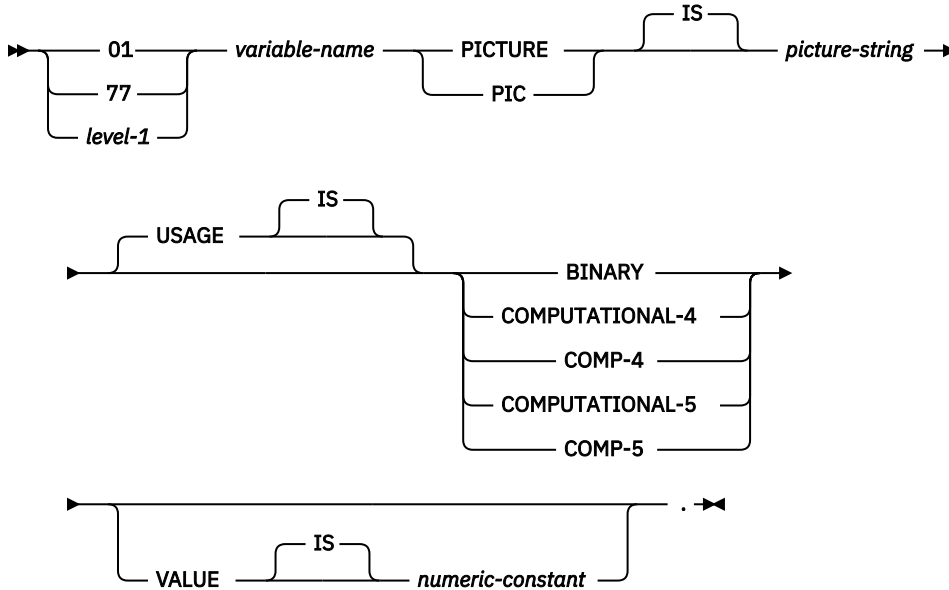 IS
01 variable-name PICTURE picture-string
77 PIC
level-1
IS
USAGE
BINARY
COMPUTATIONAL-4
COMP-4
COMPUTATIONAL-5
COMP-5
.
IS
VALUE numeric-constant